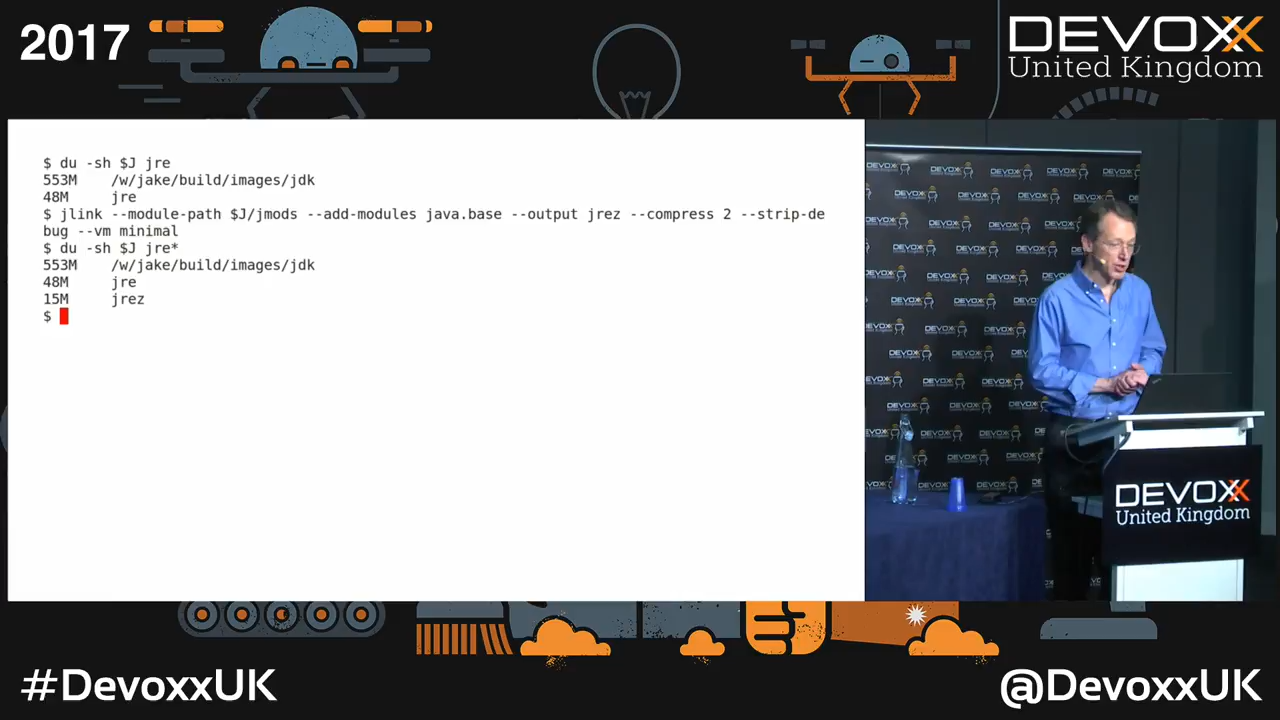 2017
DEVOXX
United Kingdom
$ du -sh $J jre
553M /w/jake/build/images/jdk
48M jre
$ jlink --module-path $J/jmods --add-modules java.base --output jrez --compress 2 --strip-de
bug --vm minimal
$ du -sh $J jre*
553M /w/jake/build/images/jdk
48M jre
15M jrez
$
DEVOXX
United Kingdom
#DevoxxUK
@DevoxxUK